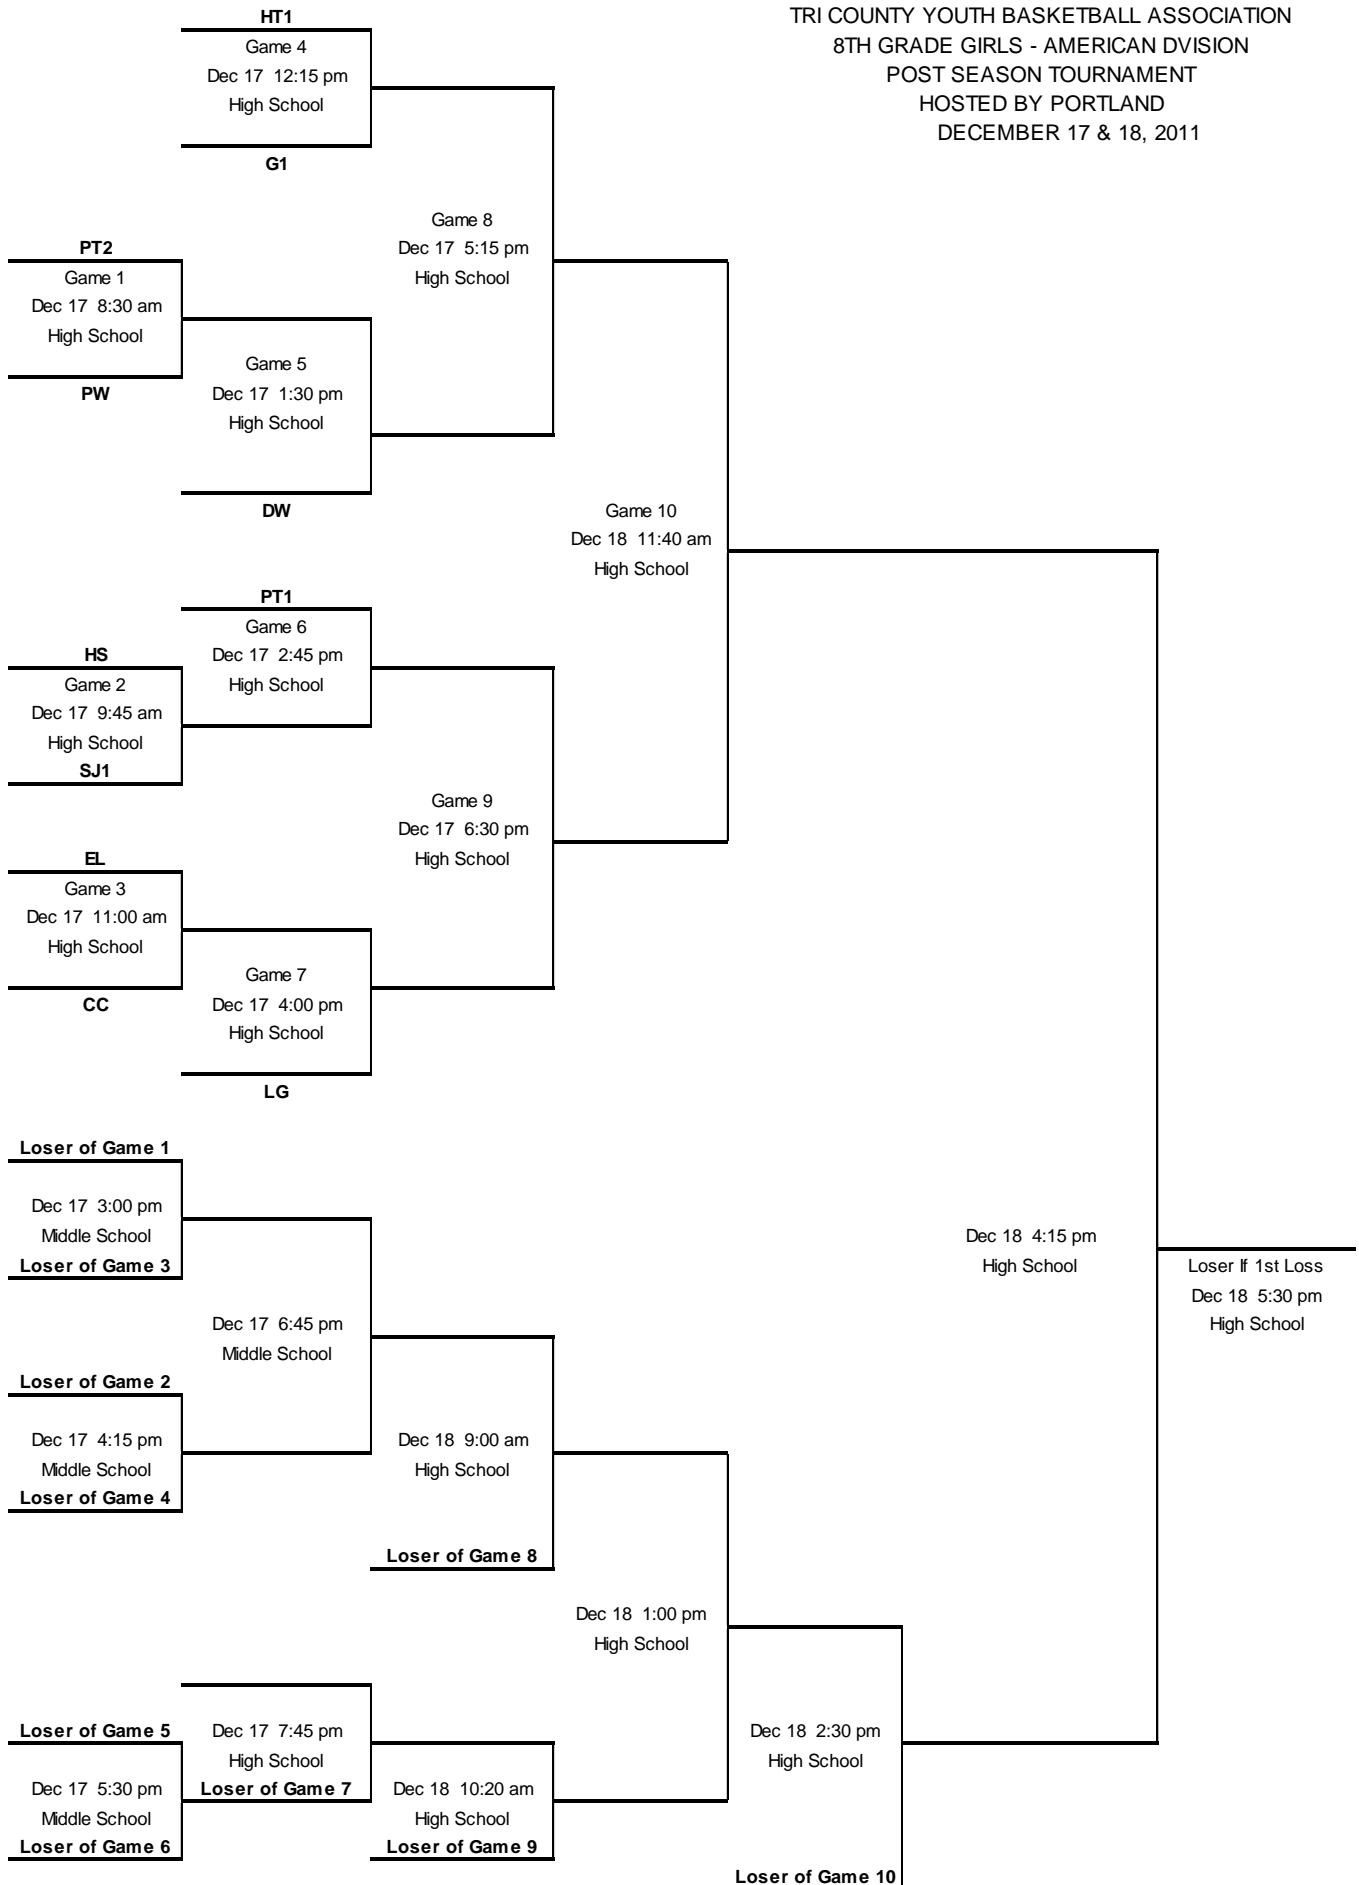 TRI COUNTY YOUTH BASKETBALL ASSOCIATION
8TH GRADE GIRLS - AMERICAN DVISION
POST SEASON TOURNAMENT
HOSTED BY PORTLAND
DECEMBER 17 & 18, 2011
HT1
Game 4
Dec 17 12:15 pm
High School
G1
Game 8
Dec 17 5:15 pm
High School
PT2
Game 1
Dec 17 8:30 am
High School
PW
Game 5
Dec 17 1:30 pm
High School
DW
Game 10
Dec 18 11:40 am
High School
PT1
Game 6
Dec 17 2:45 pm
High School
HS
Game 2
Dec 17 9:45 am
High School
SJ1
Game 9
Dec 17 6:30 pm
High School
EL
Game 3
Dec 17 11:00 am
High School
CC
Game 7
Dec 17 4:00 pm
High School
LG
Loser of Game 1
Dec 17 3:00 pm
Middle School
Loser of Game 3
Dec 17 6:45 pm
Middle School
Loser of Game 2
Dec 17 4:15 pm
Middle School
Loser of Game 4
Dec 18 9:00 am
High School
Loser of Game 8
Dec 18 4:15 pm
High School
Loser If 1st Loss
Dec 18 5:30 pm
High School
Dec 18 1:00 pm
High School
Loser of Game 5
Dec 17 5:30 pm
Middle School
Loser of Game 6
Dec 17 7:45 pm
High School
Loser of Game 7
Dec 18 10:20 am
High School
Loser of Game 9
Dec 18 2:30 pm
High School
Loser of Game 10